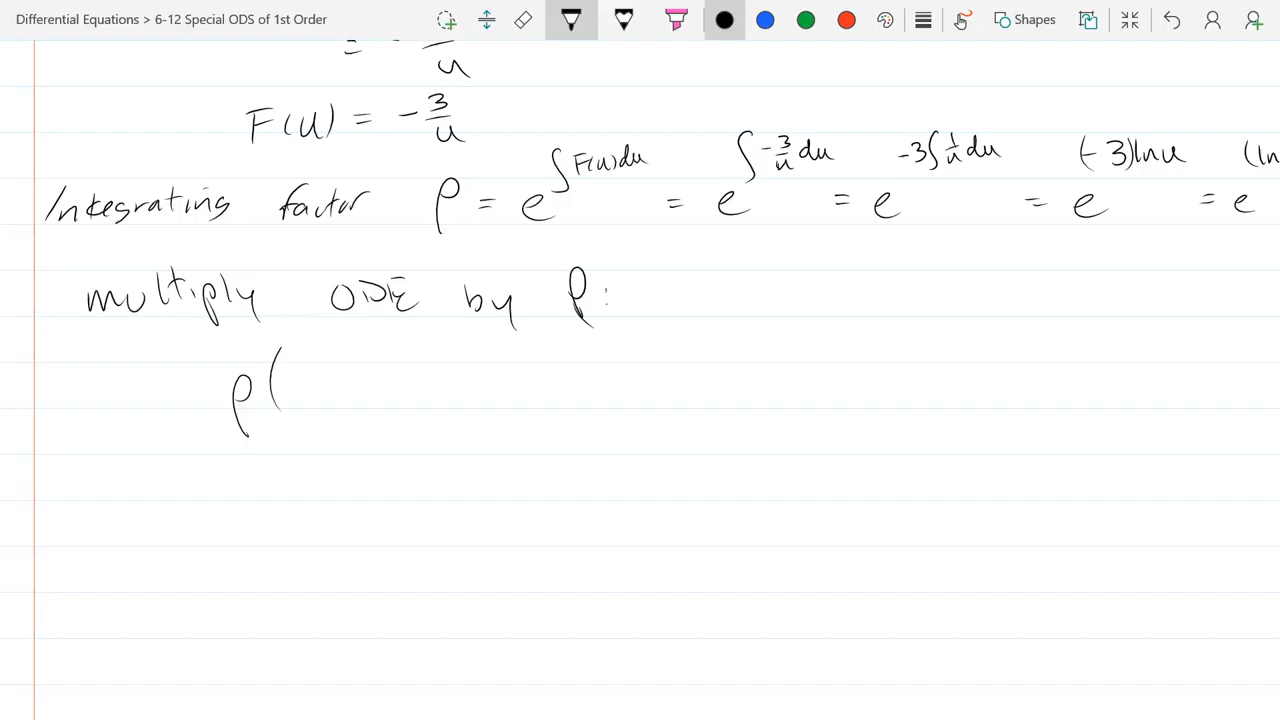 Differential Equations > 6-12 Special ODS of 1st Order
Shapes
= - — u
F(u) = - 3/u
Integrating factor ρ = e^∫F(u)du = e^∫-3/u du = e^-3∫1/u du = e^(-3)lnu = e^(ln
multiply ODE by ρ:
ρ(